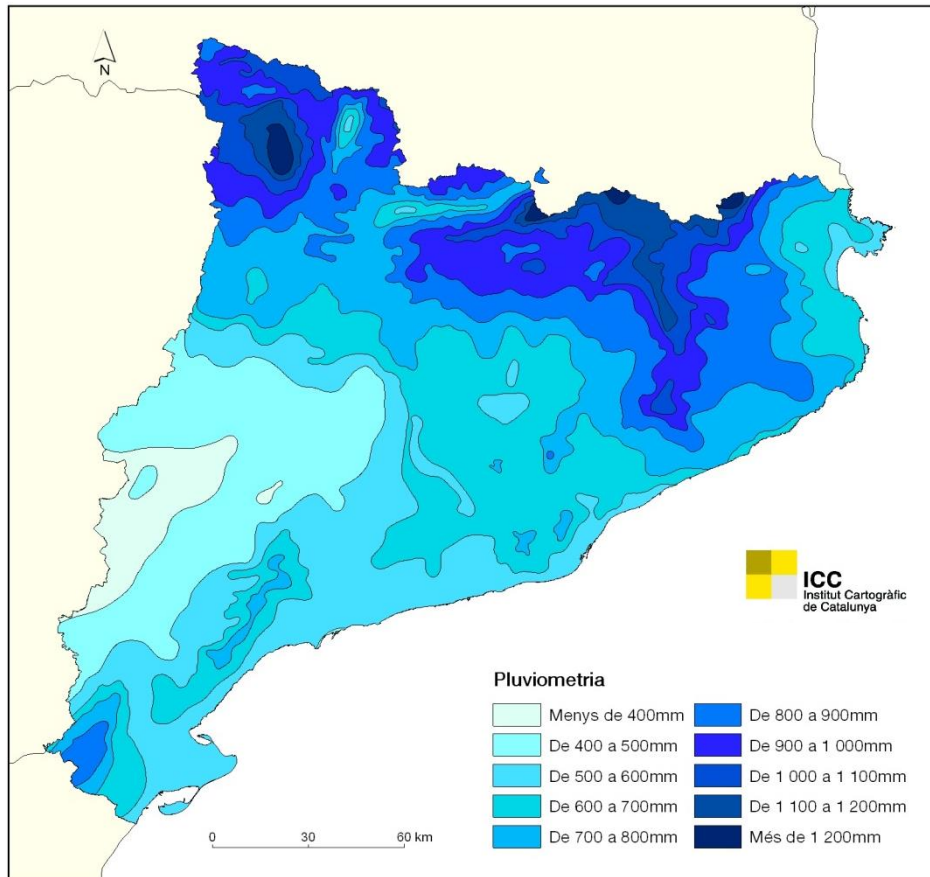 N
ICC
Institut Cartogràfic
de Catalunya
Pluviometria
Menys de 400mm
De 400 a 500mm
De 500 a 600mm
De 600 a 700mm
De 700 a 800mm
De 800 a 900mm
De 900 a 1 000mm
De 1 000 a 1 100mm
De 1 100 a 1 200mm
Més de 1 200mm
0 30 60 km